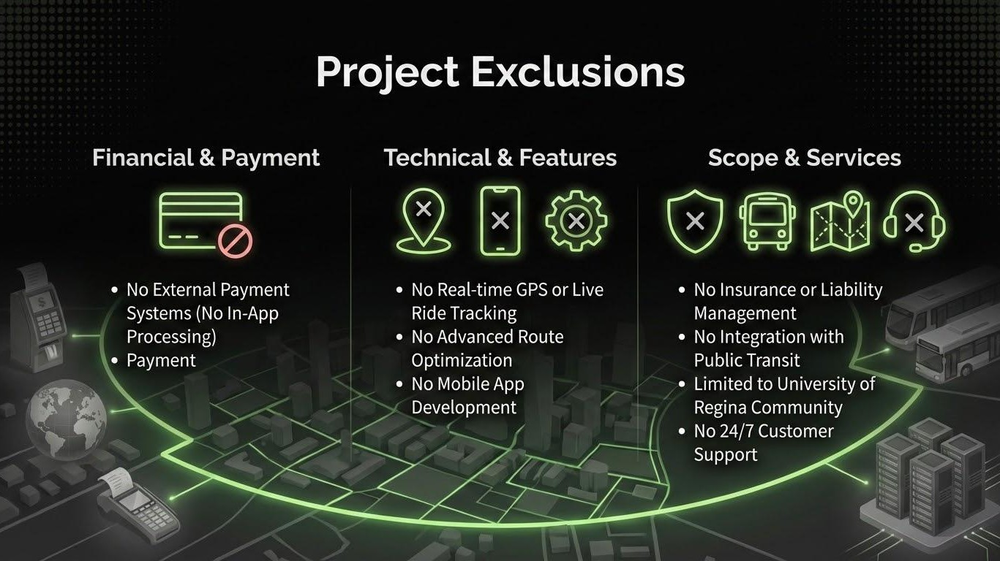 Project Exclusions
Financial & Payment
• No External Payment
Systems (No In-App
Processing)
• Payment
Technical & Features
• No Real-time GPS or Live
Ride Tracking
• No Advanced Route
Optimization
• No Mobile App
Development
Scope & Services
• No Insurance or Liability
Management
• No Integration with
Public Transit
• Limited to University of
Regina Community
• No 24/7 Customer
Support
$